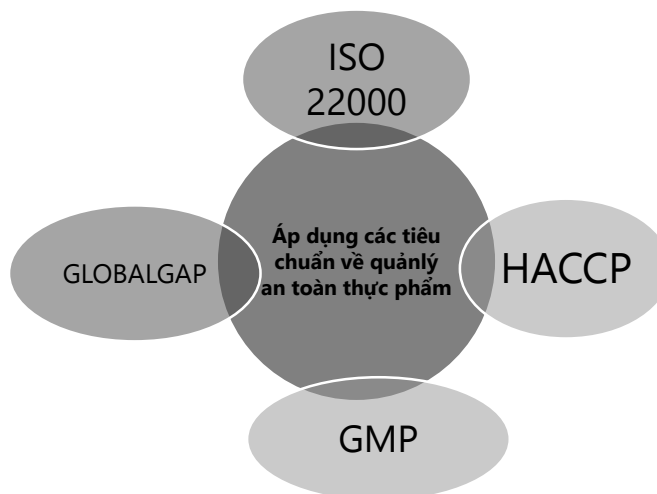 ISO
22000
Áp dụng các tiêu
chuẩn về quảnlý
an toàn thực phẩm
GLOBALGAP
HACCP
GMP